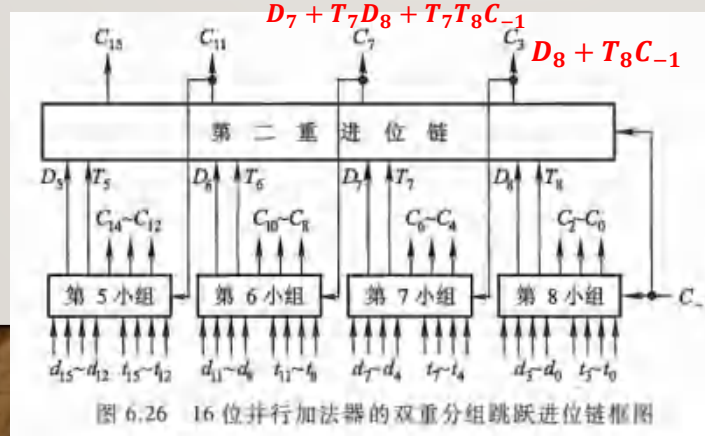 D₇ + T₇D₈ + T₇T₈C₋₁
C₁₅ C₁₁ C₇ C₃
D₈ + T₈C₋₁
第二重进位链
D₅ T₅ D₆ T₆ D₇ T₇ D₈ T₈
C₁₄~C₁₂ C₁₀~C₈ C₆~C₄ C₂~C₀
第5小组 第6小组 第7小组 第8小组 C₋
d₁₅~d₁₂ t₁₅~t₁₂ d₁₁~d₈ t₁₁~t₈ d₇~d₄ t₇~t₄ d₃~d₀ t₃~t₀
图 6.26 16 位并行加法器的双重分组跳跃进位链框图